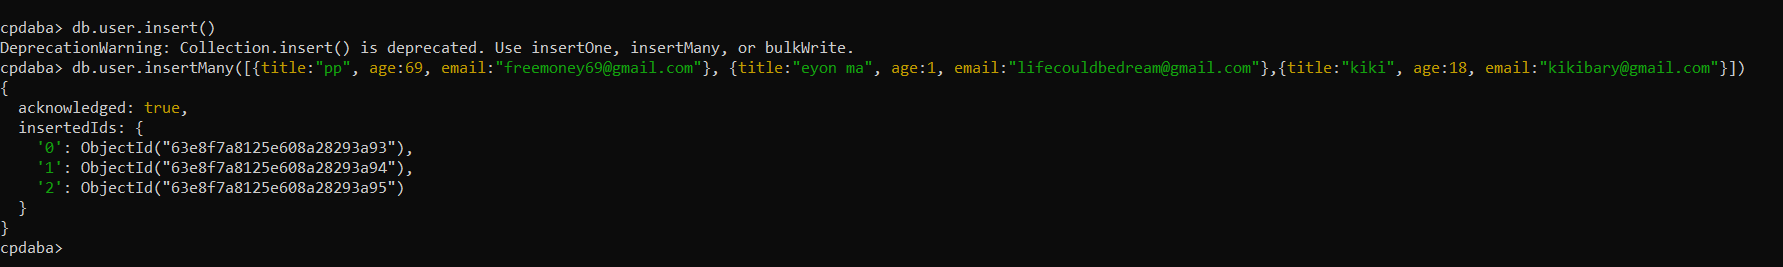 cpdaba> db.user.insert()
DeprecationWarning: Collection.insert() is deprecated. Use insertOne, insertMany, or bulkWrite.
cpdaba> db.user.insertMany([{title:"pp", age:69, email:"freemoney69@gmail.com"}, {title:"eyon ma", age:1, email:"lifecouldbedream@gmail.com"},{title:"kiki", age:18, email:"kikibary@gmail.com"}])
{
  acknowledged: true,
  insertedIds: {
    '0': ObjectId("63e8f7a8125e608a28293a93"),
    '1': ObjectId("63e8f7a8125e608a28293a94"),
    '2': ObjectId("63e8f7a8125e608a28293a95")
  }
}
cpdaba>